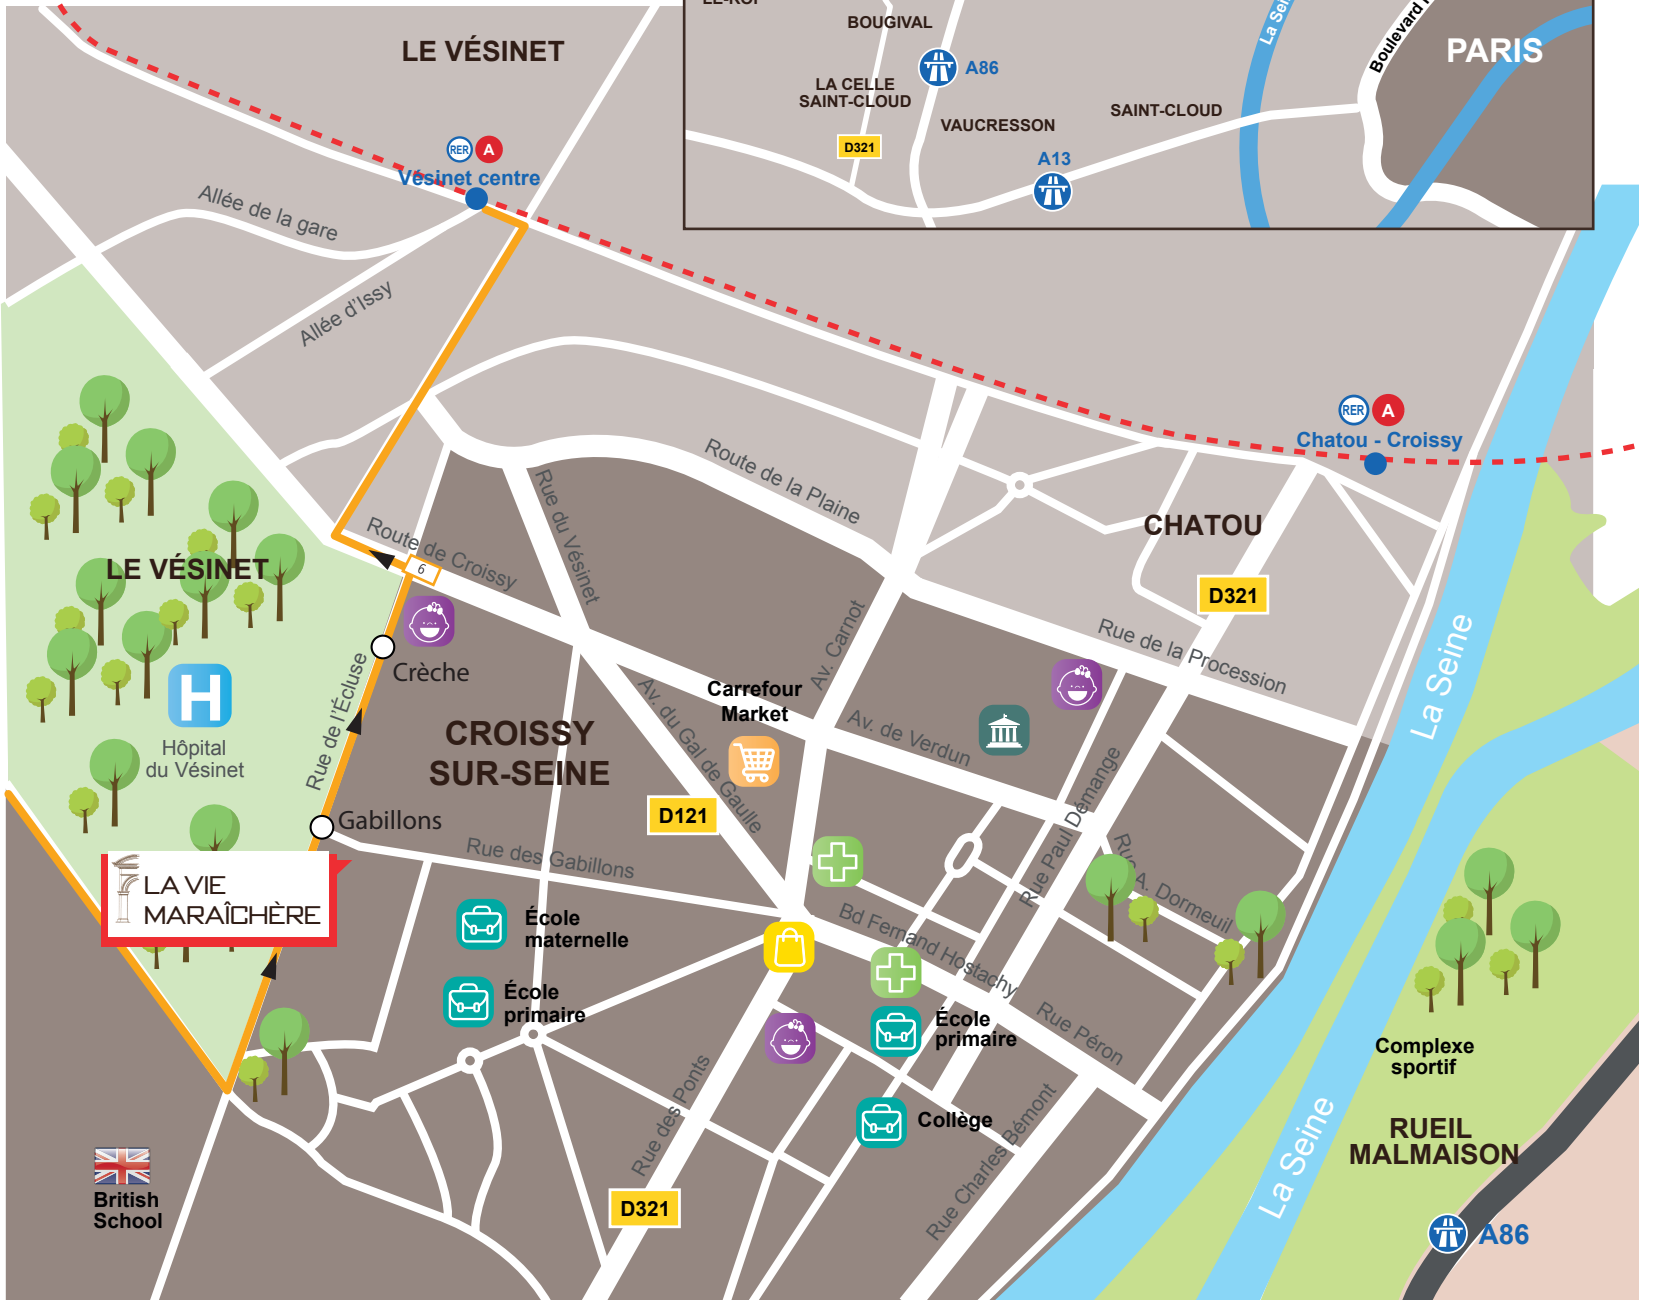 BOUGIVAL
A86
LA CELLE
SAINT-CLOUD
VAUCRESSON
D321
SAINT-CLOUD
A13
PARIS
Boulevard
LE VÉSINET
RER A
Vésinet centre
Allée de la gare
Allée d'Issy
RER A
Chatou - Croissy
Route de la Plaine
Rue du Vésinet
CHATOU
D321
Route de Croissy
6
LE VÉSINET
Crèche
Rue de l'Écluse
H
Hôpital
du Vésinet
CROISSY
SUR-SEINE
Carrefour
Market
Av. Carnot
Rue de la Procession
Av. de Verdun
Av. du Gal de Gaulle
D121
La Seine
Gabillons
Rue des Gabillons
Rue Paul Démange
Rue A. Dormeuil
LA VIE
MARAÎCHÈRE
École
maternelle
École
primaire
Bd Fernand Hostachy
École
primaire
Rue Péron
Collège
Rue des Ponts
Rue Charles Bémont
D321
British
School
Complexe
sportif
RUEIL
MALMAISON
La Seine
A86